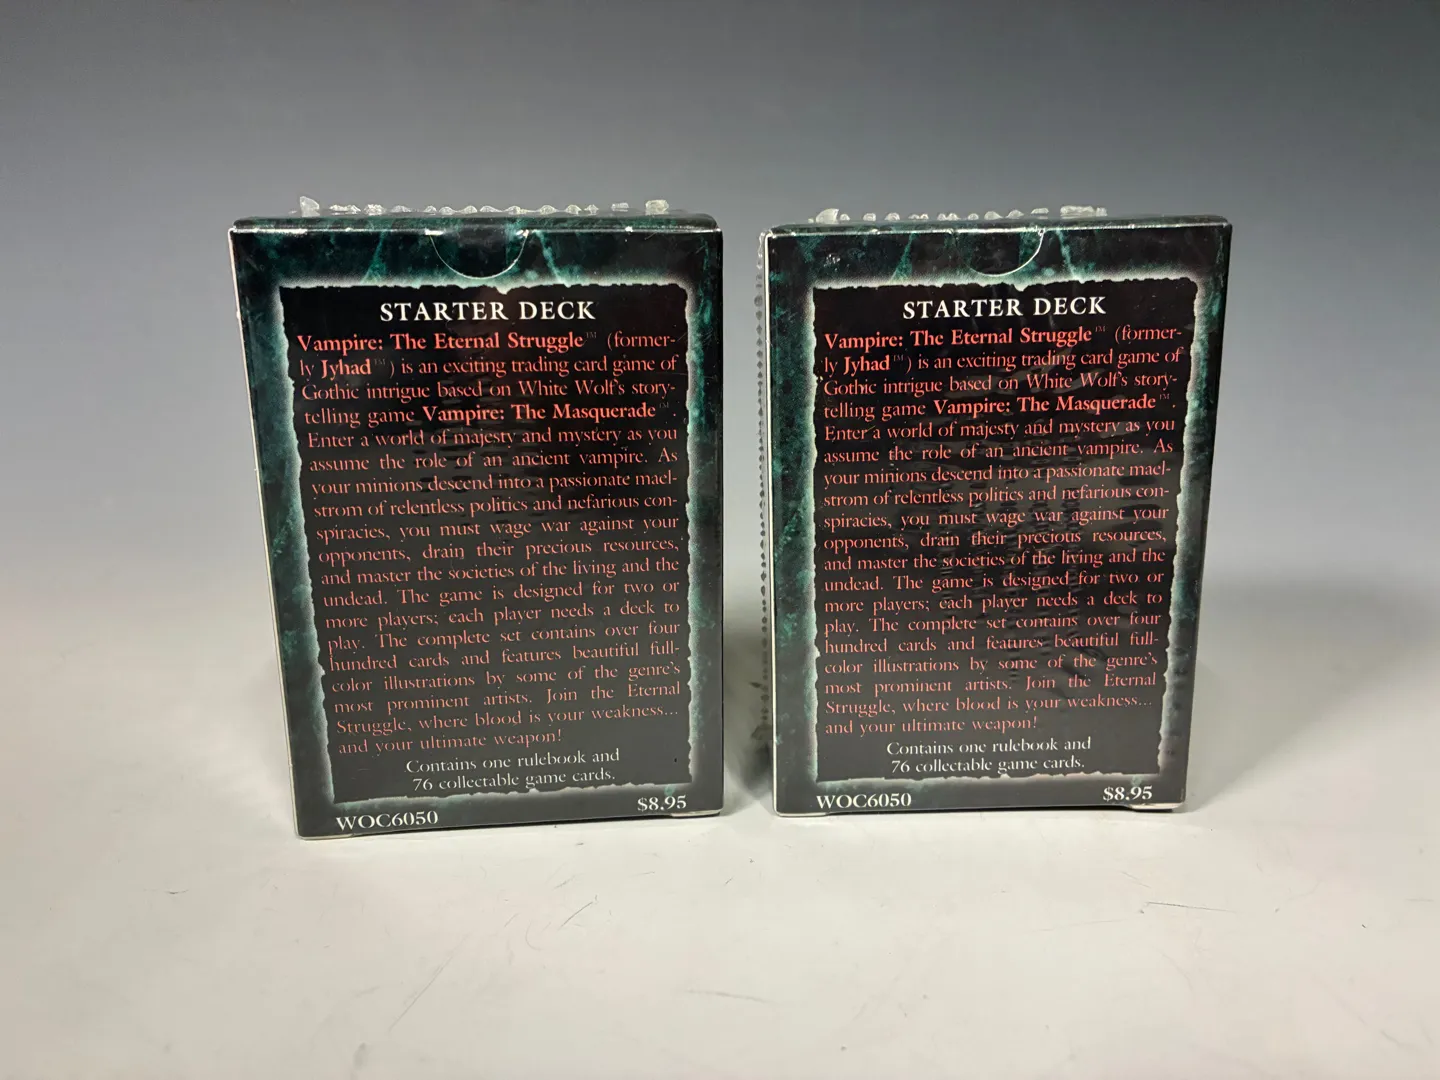 STARTER DECK
Vampire: The Eternal Struggle™ (former-
ly Jyhad™) is an exciting trading card game of
Gothic intrigue based on White Wolf's story-
telling game Vampire: The Masquerade™.
Enter a world of majesty and mystery as you
assume the role of an ancient vampire. As
your minions descend into a passionate mael-
strom of relentless politics and nefarious con-
spiracies, you must wage war against your
opponents, drain their precious resources,
and master the societies of the living and the
undead. The game is designed for two or
more players; each player needs a deck to
play. The complete set contains over four
hundred cards and features beautiful full-
color illustrations by some of the genre's
most prominent artists. Join the Eternal
Struggle, where blood is your weakness...
and your ultimate weapon!
Contains one rulebook and
76 collectable game cards.
WOC6050 $8.95
STARTER DECK
Vampire: The Eternal Struggle™ (former-
ly Jyhad™) is an exciting trading card game of
Gothic intrigue based on White Wolf's story-
telling game Vampire: The Masquerade™.
Enter a world of majesty and mystery as you
assume the role of an ancient vampire. As
your minions descend into a passionate mael-
strom of relentless politics and nefarious con-
spiracies, you must wage war against your
opponents, drain their precious resources,
and master the societies of the living and the
undead. The game is designed for two or
more players; each player needs a deck to
play. The complete set contains over four
hundred cards and features beautiful full-
color illustrations by some of the genre's
most prominent artists. Join the Eternal
Struggle, where blood is your weakness...
and your ultimate weapon!
Contains one rulebook and
76 collectable game cards.
WOC6050 $8.95